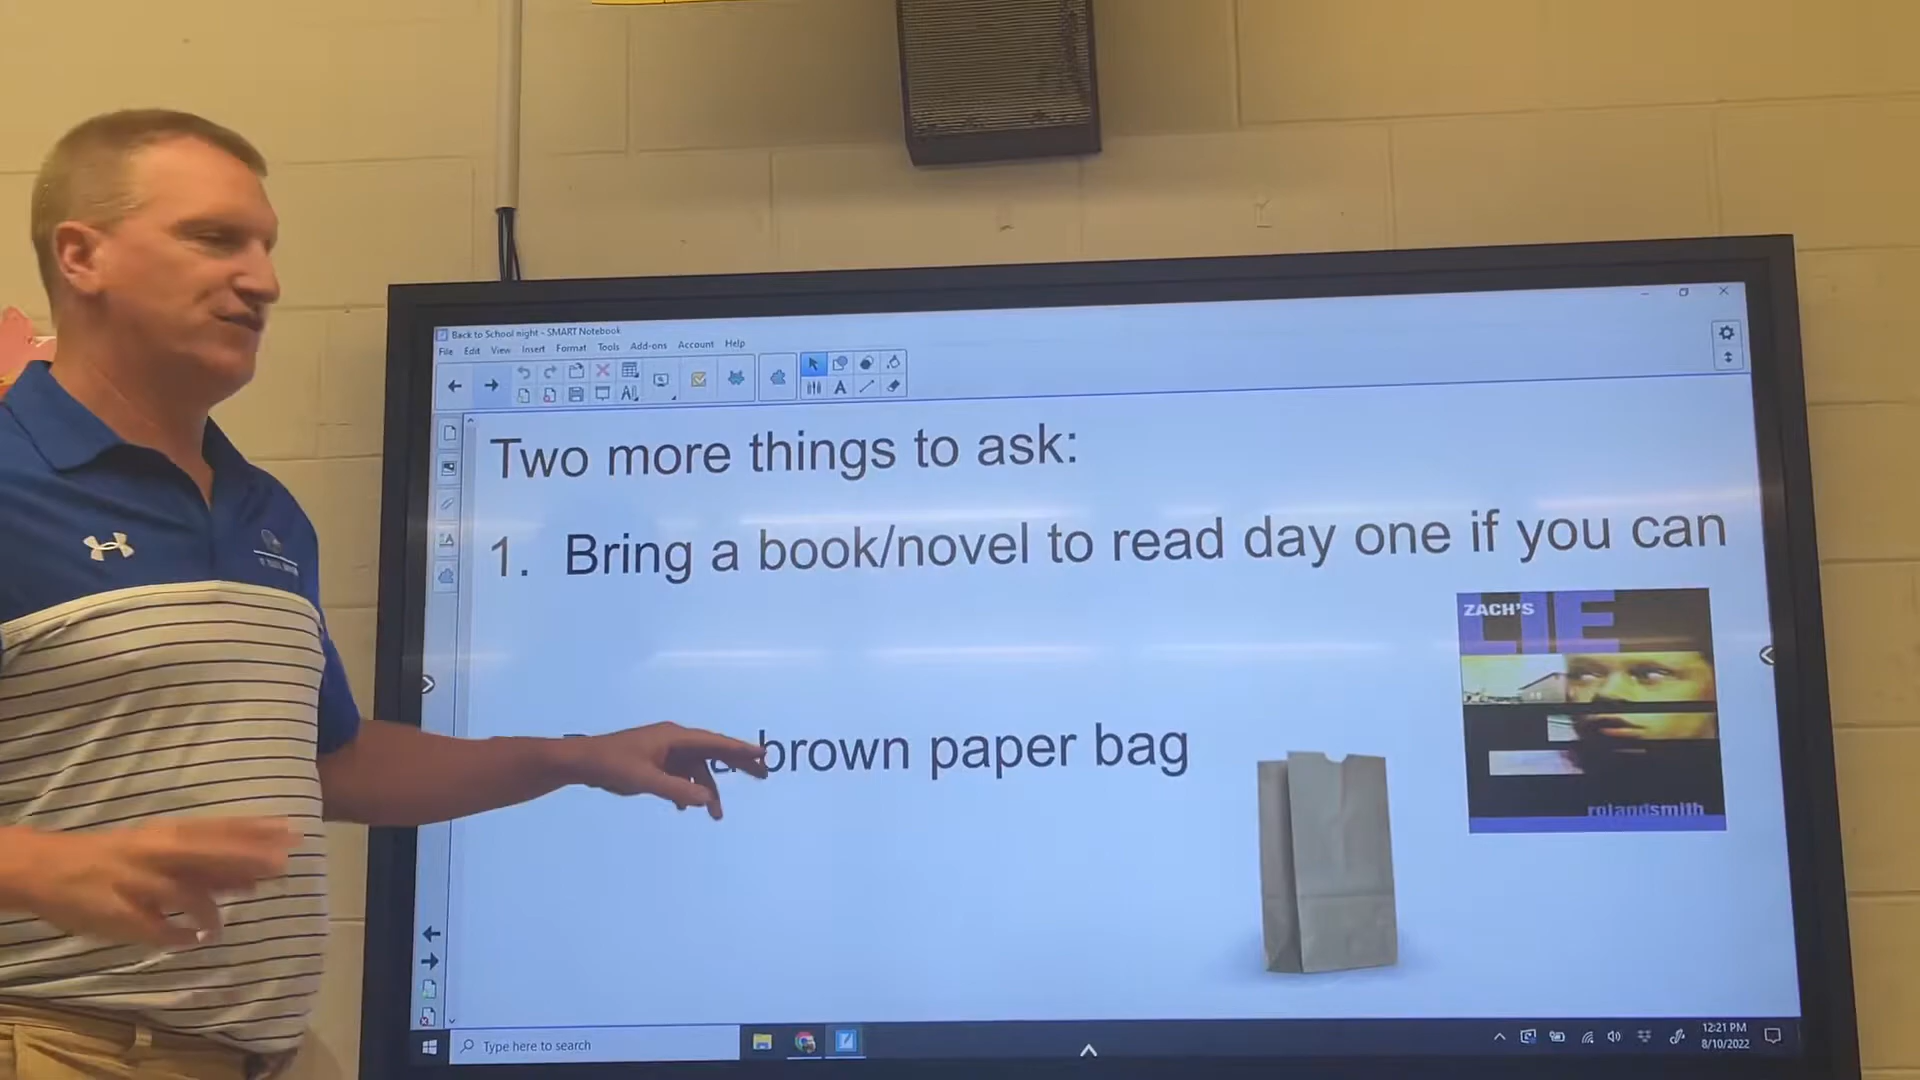 Back to School night - SMART Notebook
File Edit View Insert Format Tools Add-ons Account Help
Two more things to ask:
1. Bring a book/novel to read day one if you can
ZACH'S
LIE
a brown paper bag
rolandsmith
Type here to search
12:21 PM
8/10/2022